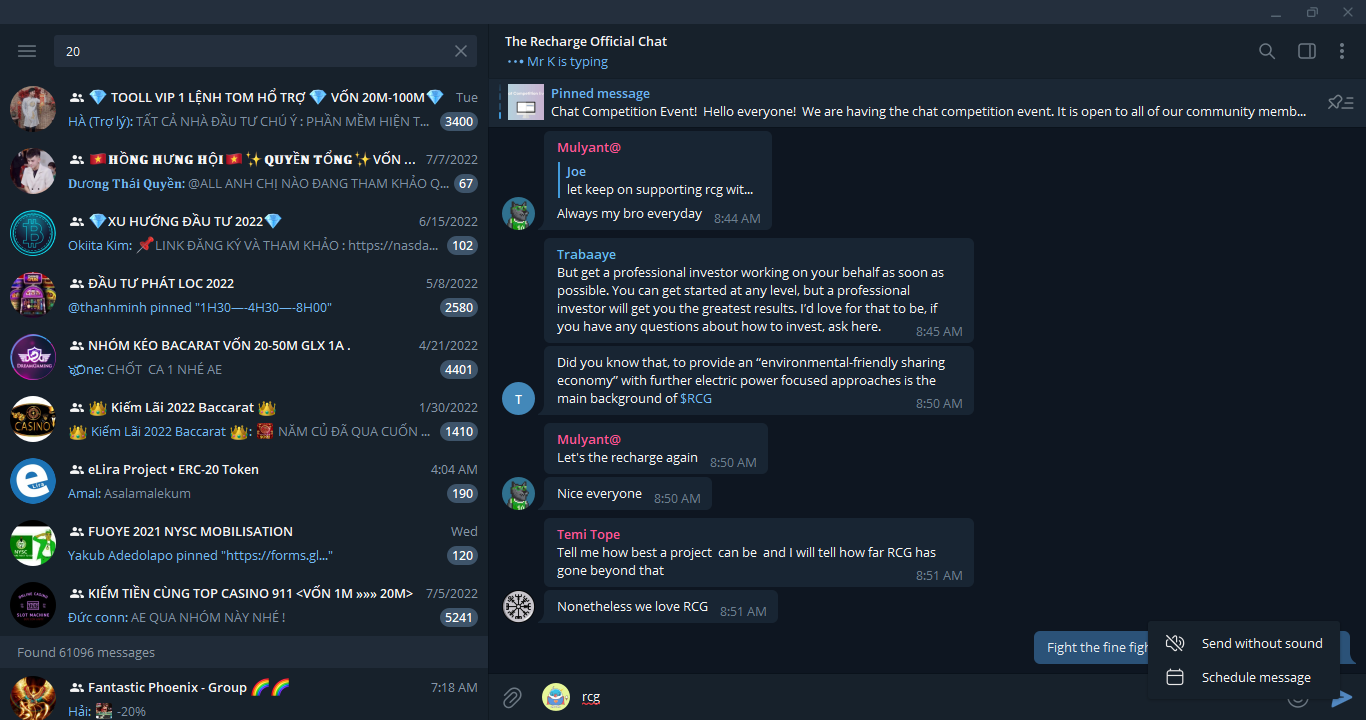 20
💎 TOOLL VIP 1 LỆNH TOM HỔ TRỢ 💎 VỐN 20M-100M💎 Tue
HÀ (Trợ lý): TẤT CẢ NHÀ ĐẦU TƯ CHÚ Ý : PHẦN MỀM HIỆN T... 3400
🇻🇳𝐇Ồ𝐍𝐆 𝐇Ư𝐍𝐆 𝐇Ộ𝐈🇻🇳✨𝐐𝐔𝐘Ề𝐍 𝐓Ổ𝐍𝐆✨VỐN ... 7/7/2022
𝐃ươ𝐧𝐠 𝐓𝐡á𝐢 𝐐𝐮𝐲ề𝐧: @ALL ANH CHỊ NÀO ĐANG THAM KHẢO Q... 67
💎XU HƯỚNG ĐẦU TƯ 2022💎 6/15/2022
Okiita Kim: 📌LINK ĐĂNG KÝ VÀ THAM KHẢO : https://nasda... 102
ĐẦU TƯ PHÁT LOC 2022 5/8/2022
@thanhminh pinned "1H30—-4H30—-8H00" 2580
NHÓM KÉO BACARAT VỐN 20-50M GLX 1A . 4/21/2022
One: CHỐT CA 1 NHÉ AE 4401
👑 Kiếm Lãi 2022 Baccarat 👑 1/30/2022
👑 Kiếm Lãi 2022 Baccarat 👑: 🧧 NĂM CỦ ĐÃ QUA CUỐN ... 1410
eLira Project • ERC-20 Token 4:04 AM
Amal: Asalamalekum 190
FUOYE 2021 NYSC MOBILISATION Wed
Yakub Adedolapo pinned "https://forms.gl..." 120
KIẾM TIỀN CÙNG TOP CASINO 911 <VỐN 1M »»» 20M> 7/5/2022
Đức conn: AE QUA NHÓM NÀY NHÉ ! 5241
Found 61096 messages
Fantastic Phoenix - Group 🌈🌈 7:18 AM
Hải: -20%
The Recharge Official Chat
Mr K is typing
Pinned message
Chat Competition Event! Hello everyone! We are having the chat competition event. It is open to all of our community memb...
Mulyant@
Joe
let keep on supporting rcg wit...
Always my bro everyday 8:44 AM
Trabaaye
But get a professional investor working on your behalf as soon as
possible. You can get started at any level, but a professional
investor will get you the greatest results. I'd love for that to be, if
you have any questions about how to invest, ask here. 8:45 AM
Did you know that, to provide an “environmental-friendly sharing
economy” with further electric power focused approaches is the
main background of $RCG 8:50 AM
T
Mulyant@
Let's the recharge again 8:50 AM
Nice everyone 8:50 AM
Temi Tope
Tell me how best a project can be and I will tell how far RCG has
gone beyond that 8:51 AM
Nonetheless we love RCG 8:51 AM
Fight the fine
Send without sound
Schedule message
rcg